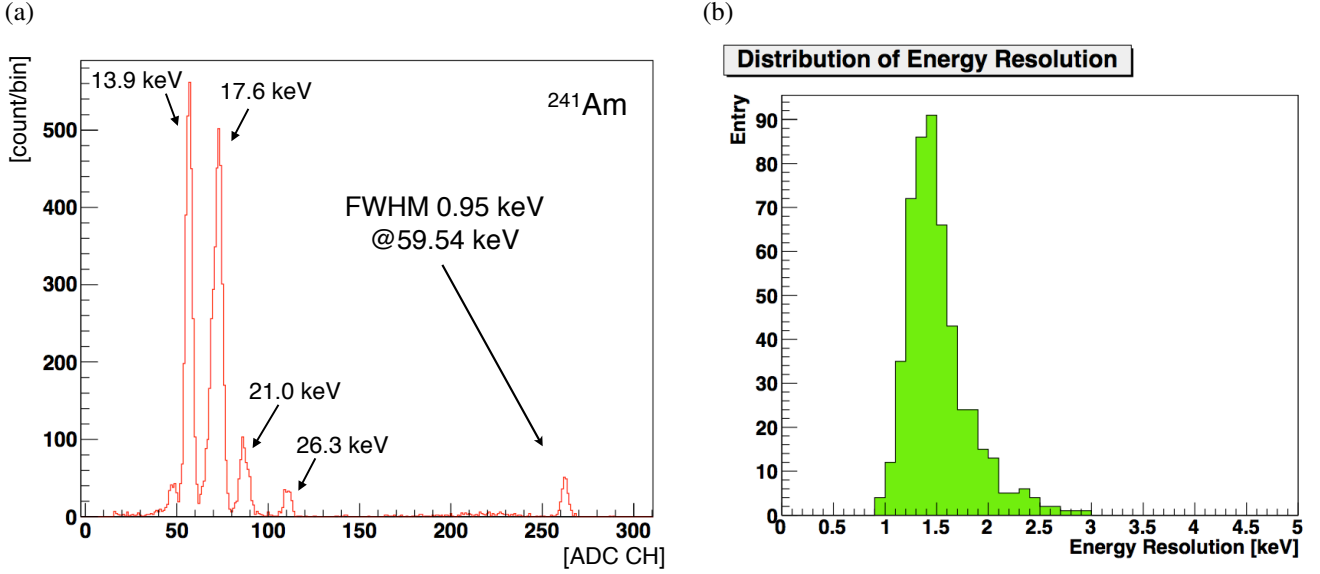 (a)
13.9 keV
17.6 keV
241Am
FWHM 0.95 keV
@59.54 keV
21.0 keV
26.3 keV
[count/bin]
500
400
300
200
100
0
0 50 100 150 200 250 300
[ADC CH]
(b)
Distribution of Energy Resolution
Entry
90
80
70
60
50
40
30
20
10
0
0 0.5 1 1.5 2 2.5 3 3.5 4 4.5 5
Energy Resolution [keV]